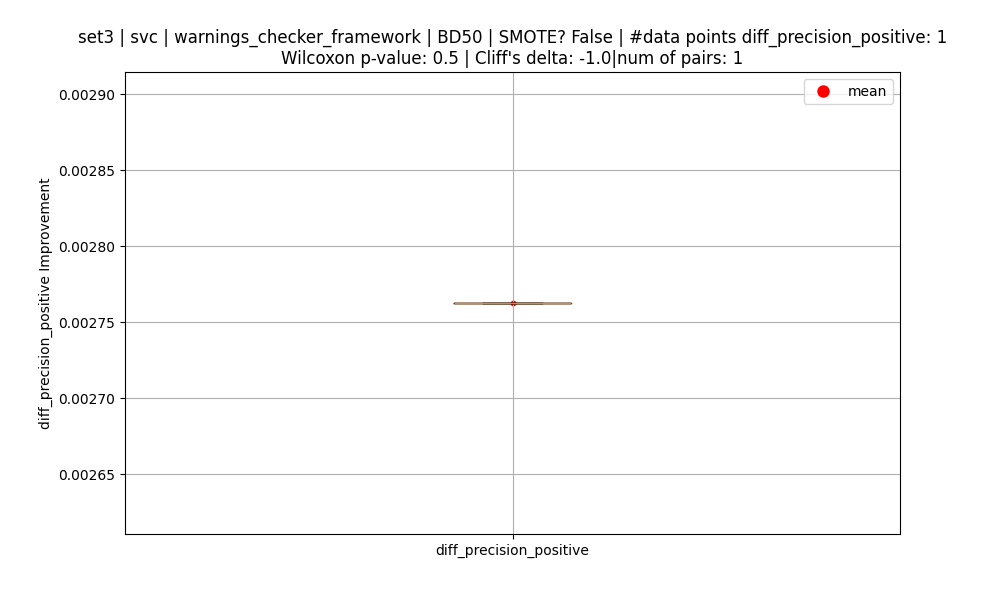 set3 | svc | warnings_checker_framework | BD50 | SMOTE? False | #data points diff_precision_positive: 1
Wilcoxon p-value: 0.5 | Cliff's delta: -1.0|num of pairs: 1
mean
0.00290
0.00285
0.00280
0.00275
0.00270
0.00265
diff_precision_positive Improvement
diff_precision_positive